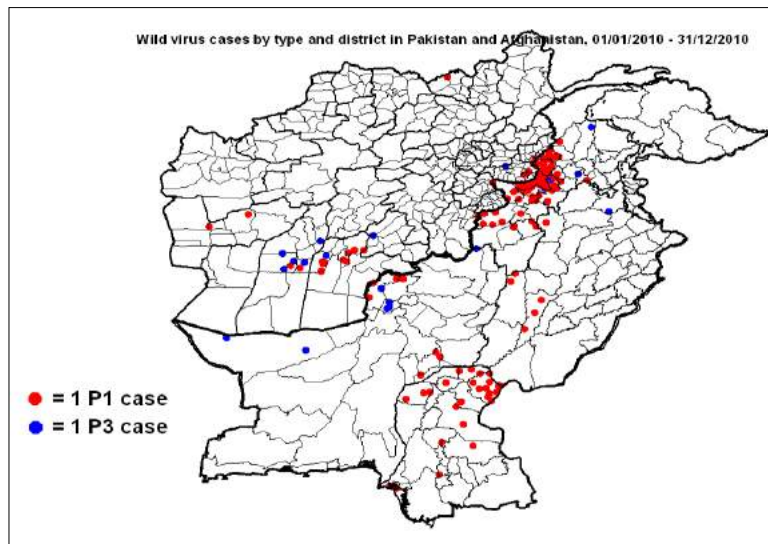 Wild virus cases by type and district in Pakistan and Afghanistan, 01/01/2010 - 31/12/2010
= 1 P1 case
= 1 P3 case